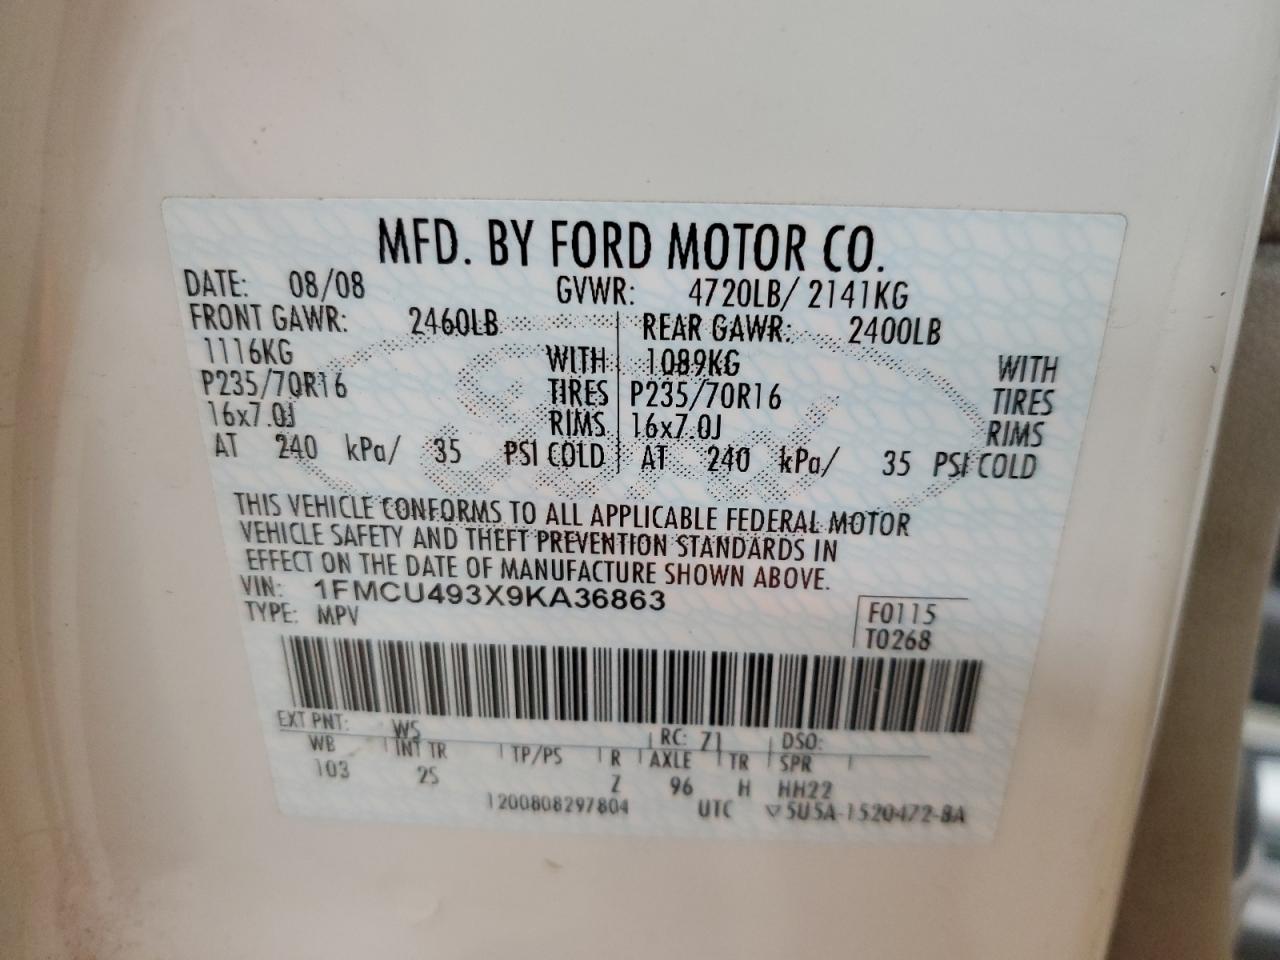 MFD. BY FORD MOTOR CO.
DATE: 08/08 GVWR: 4720LB/ 2141KG
FRONT GAWR: 2460LB REAR GAWR: 2400LB
1116KG WITH 1089KG WITH
P235/70R16 TIRES P235/70R16 TIRES
16x7.0J RIMS 16x7.0J RIMS
AT 240 kPa/ 35 PSI COLD AT 240 kPa/ 35 PSI COLD
THIS VEHICLE CONFORMS TO ALL APPLICABLE FEDERAL MOTOR
VEHICLE SAFETY AND THEFT PREVENTION STANDARDS IN
EFFECT ON THE DATE OF MANUFACTURE SHOWN ABOVE.
VIN: 1FMCU493X9KA36863 F0115
TYPE: MPV T0268
EXT PNT: WS RC: 71 DSO:
WB INT TR TP/PS R AXLE TR SPR
103 2S Z 96 H HH22
1200808297804 UTC ▽5U5A-1520472-BA